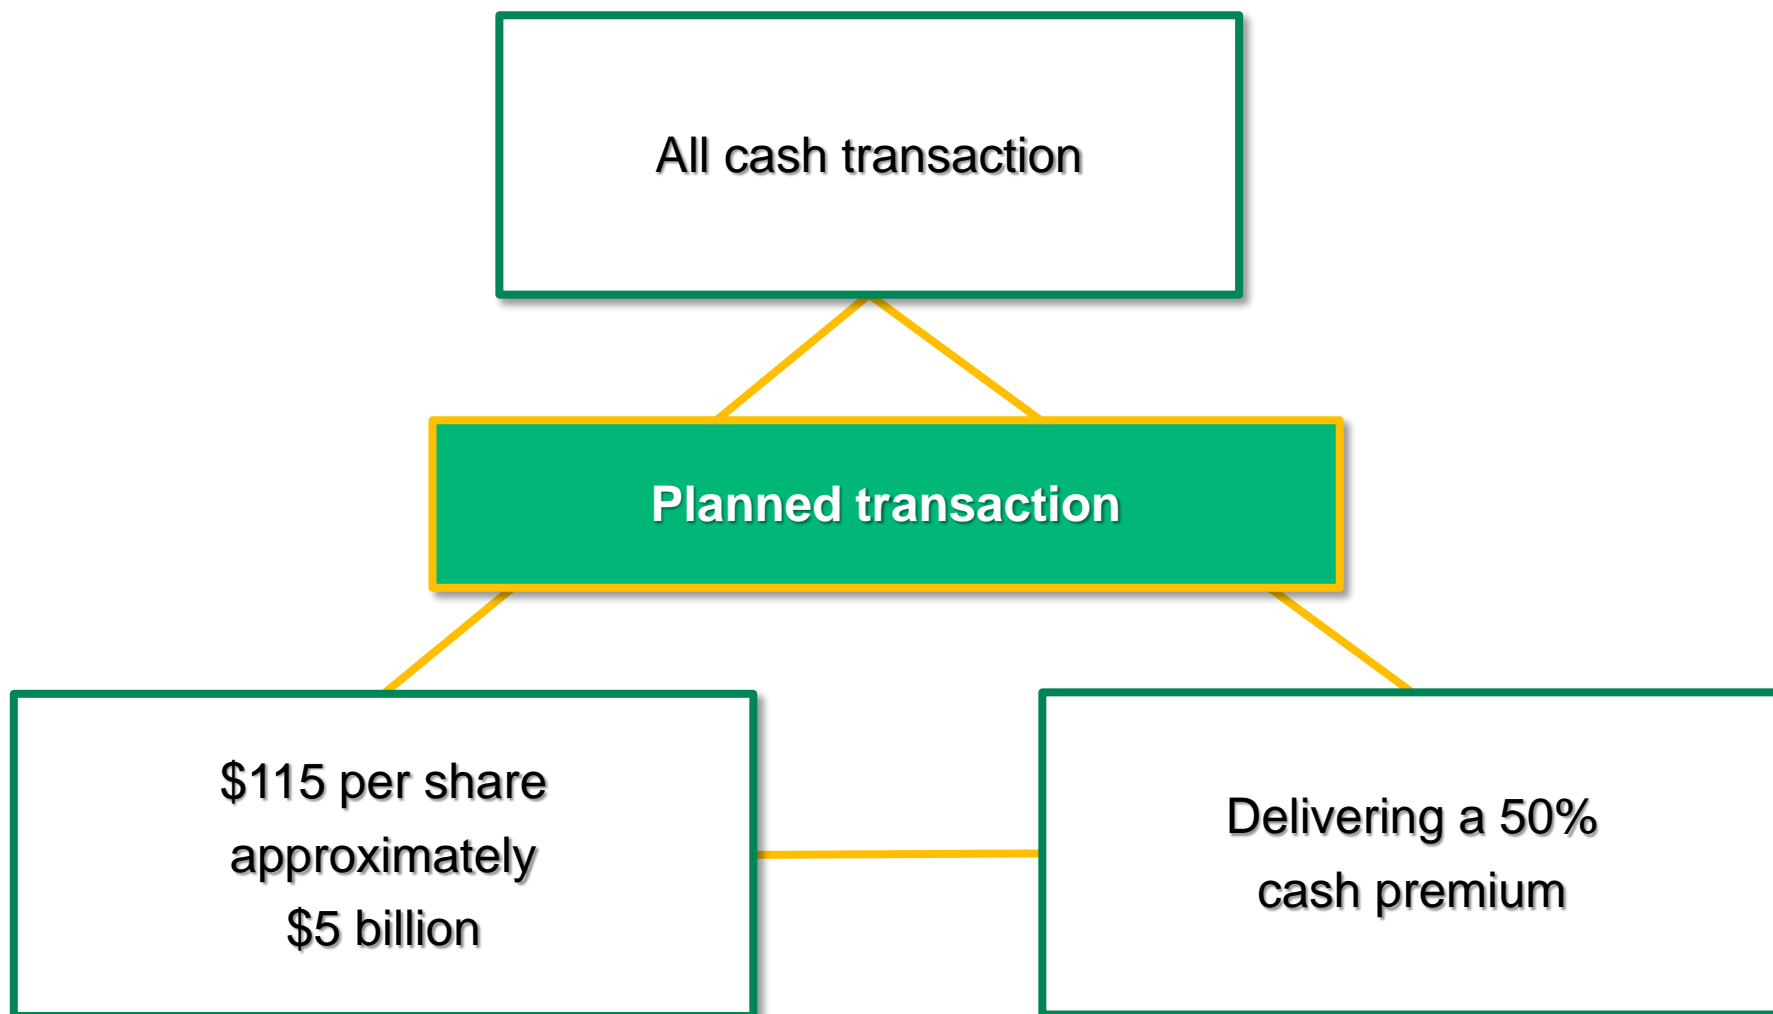 All cash transaction
Planned transaction
$115 per share
approximately
$5 billion
Delivering a 50%
cash premium